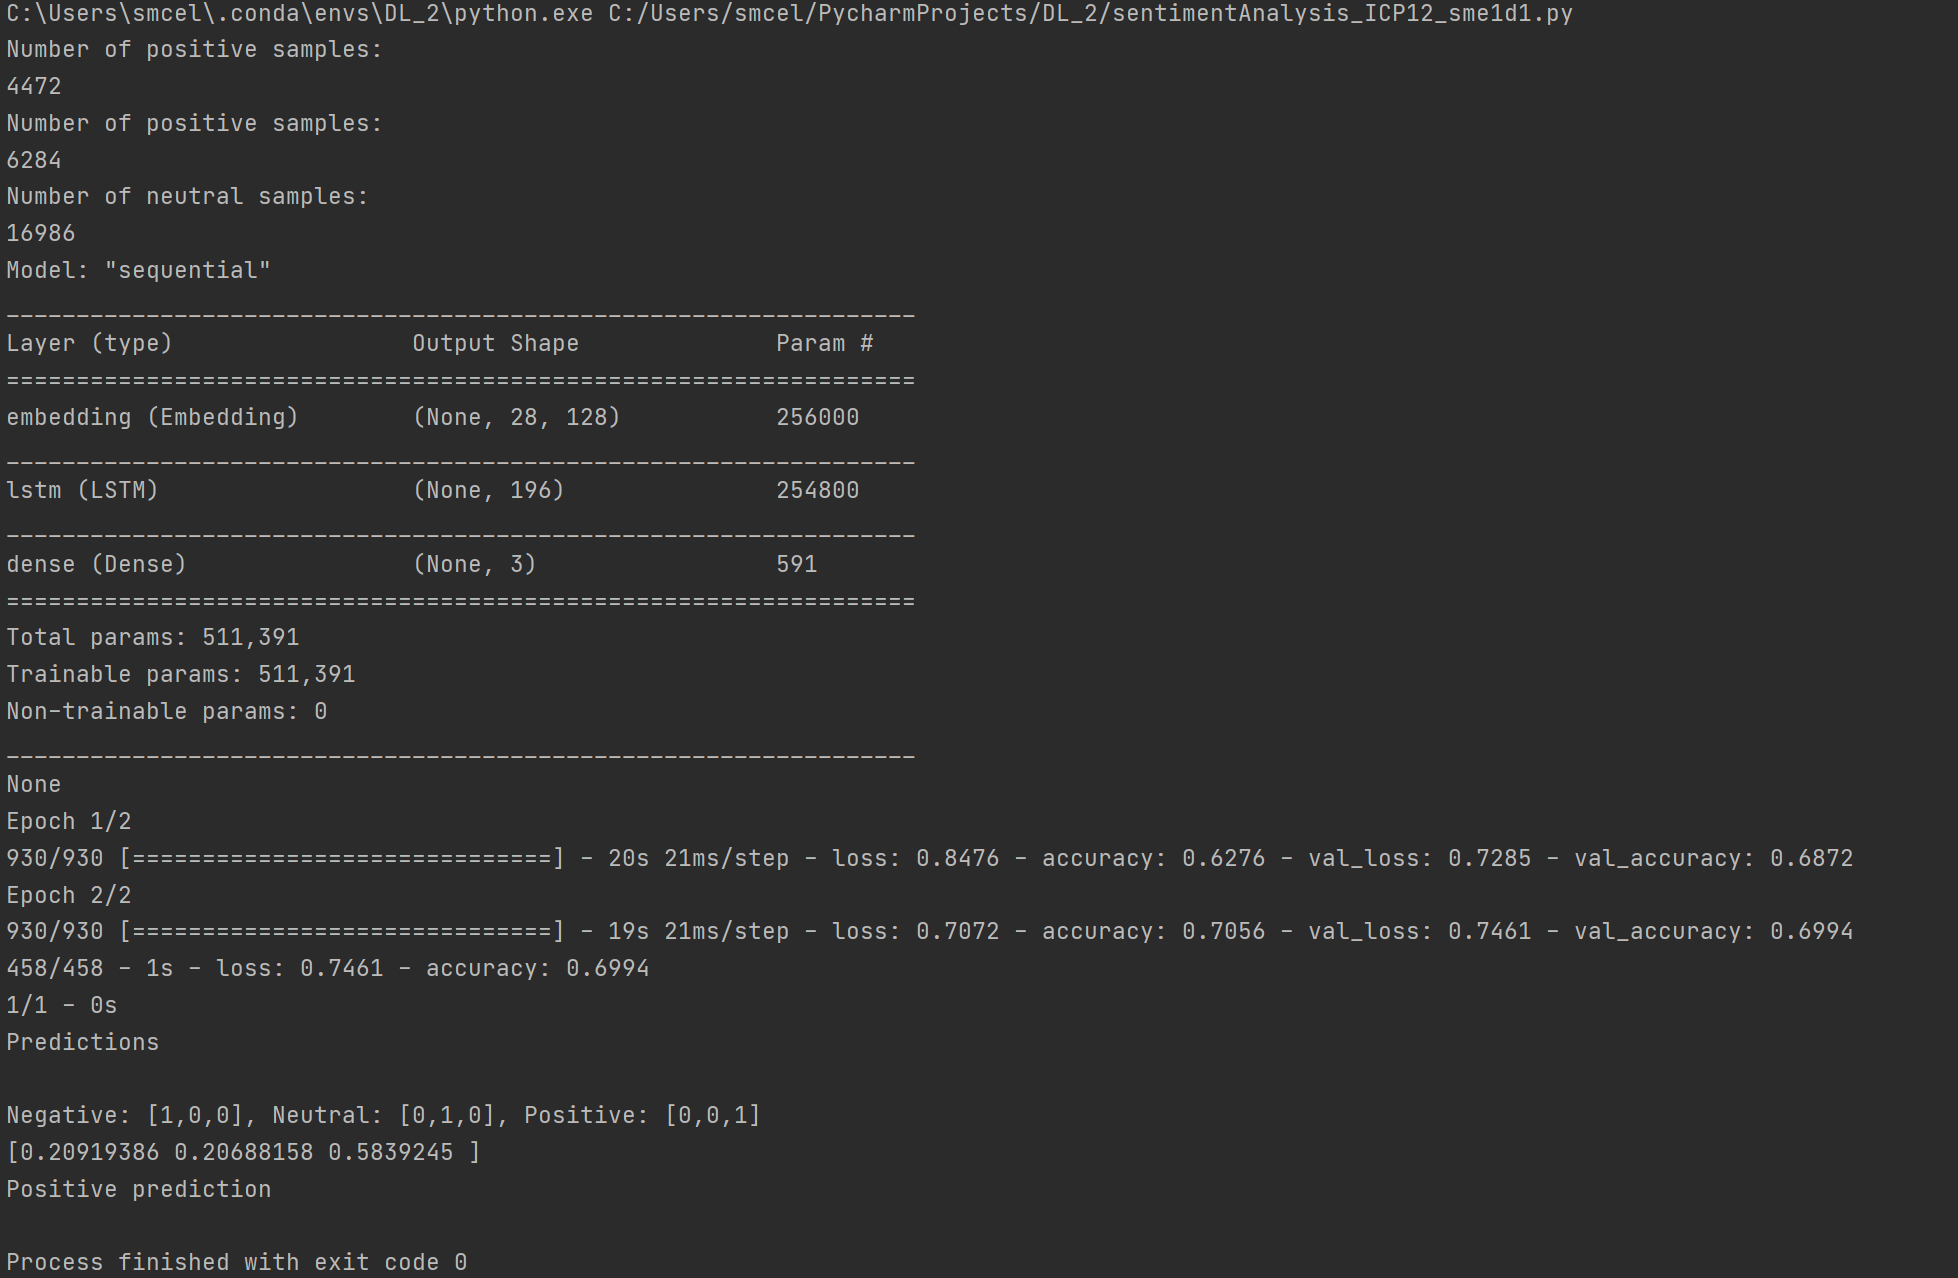 C:\Users\smcel\.conda\envs\DL_2\python.exe C:/Users/smcel/PycharmProjects/DL_2/sentimentAnalysis_ICP12_sme1d1.py
Number of positive samples:
4472
Number of positive samples:
6284
Number of neutral samples:
16986
Model: "sequential"
_________________________________________________________________
Layer (type)                 Output Shape              Param #
=================================================================
embedding (Embedding)        (None, 28, 128)           256000
_________________________________________________________________
lstm (LSTM)                  (None, 196)               254800
_________________________________________________________________
dense (Dense)                (None, 3)                 591
=================================================================
Total params: 511,391
Trainable params: 511,391
Non-trainable params: 0
_________________________________________________________________
None
Epoch 1/2
930/930 [==============================] - 20s 21ms/step - loss: 0.8476 - accuracy: 0.6276 - val_loss: 0.7285 - val_accuracy: 0.6872
Epoch 2/2
930/930 [==============================] - 19s 21ms/step - loss: 0.7072 - accuracy: 0.7056 - val_loss: 0.7461 - val_accuracy: 0.6994
458/458 - 1s - loss: 0.7461 - accuracy: 0.6994
1/1 - 0s
Predictions
Negative: [1,0,0], Neutral: [0,1,0], Positive: [0,0,1]
[0.20919386 0.20688158 0.5839245 ]
Positive prediction
Process finished with exit code 0